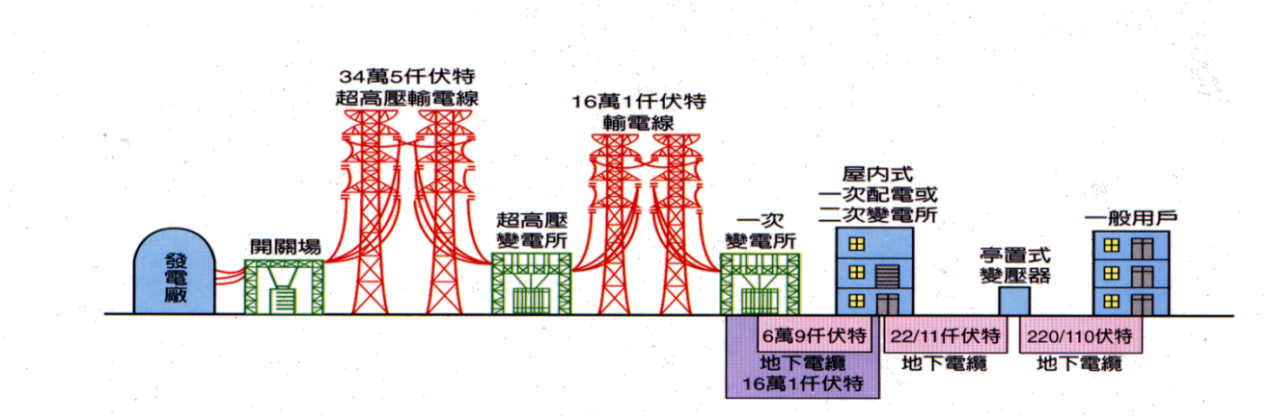 34萬5仟伏特
超高壓輸電線
16萬1仟伏特
輸電線
屋内式
一次配電或
二次變電所
超高壓
變電所
一次
變電所
一般用戶
開關場
亭置式
變壓器
發電廠
6萬9仟伏特
22/11仟伏特
220/110伏特
地下電纜
地下電纜
地下電纜
16萬1仟伏特